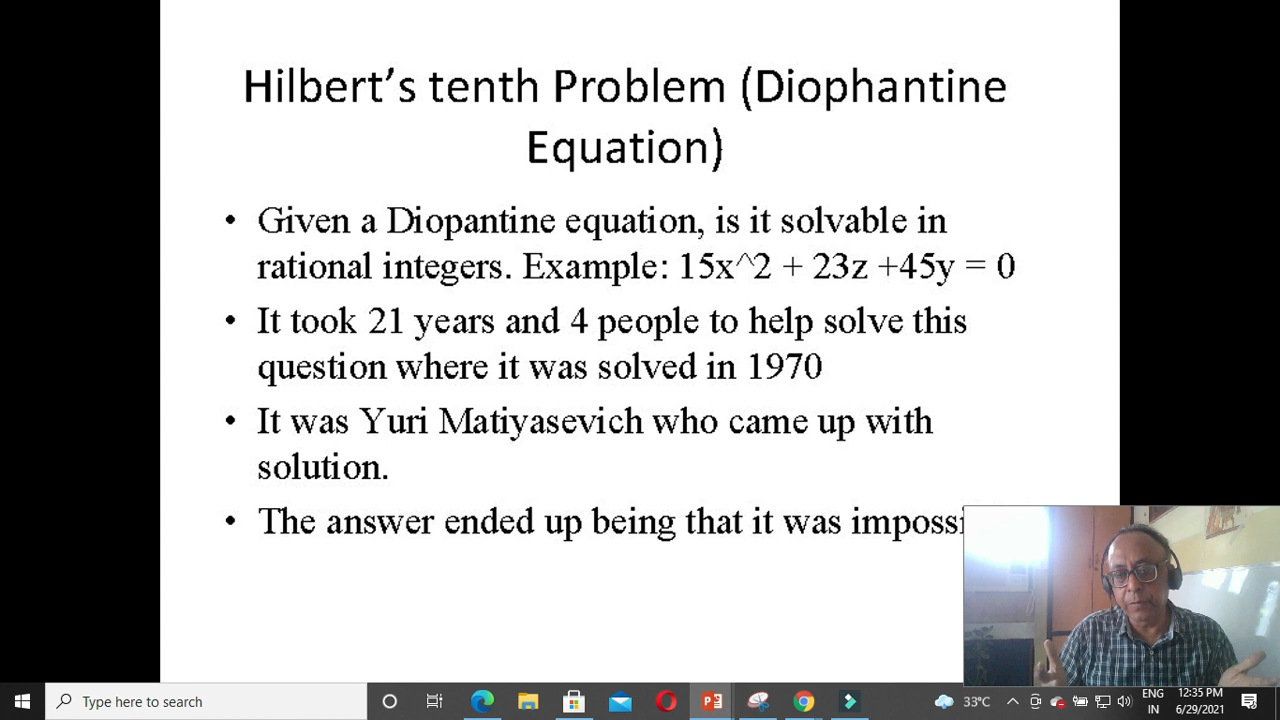 Hilbert's tenth Problem (Diophantine
Equation)
• Given a Diopantine equation, is it solvable in
rational integers. Example: 15x^2 + 23z +45y = 0
• It took 21 years and 4 people to help solve this
question where it was solved in 1970
• It was Yuri Matiyasevich who came up with
solution.
• The answer ended up being that it was
Type here to search
33°C
ENG
IN
12:35 PM
6/29/2021